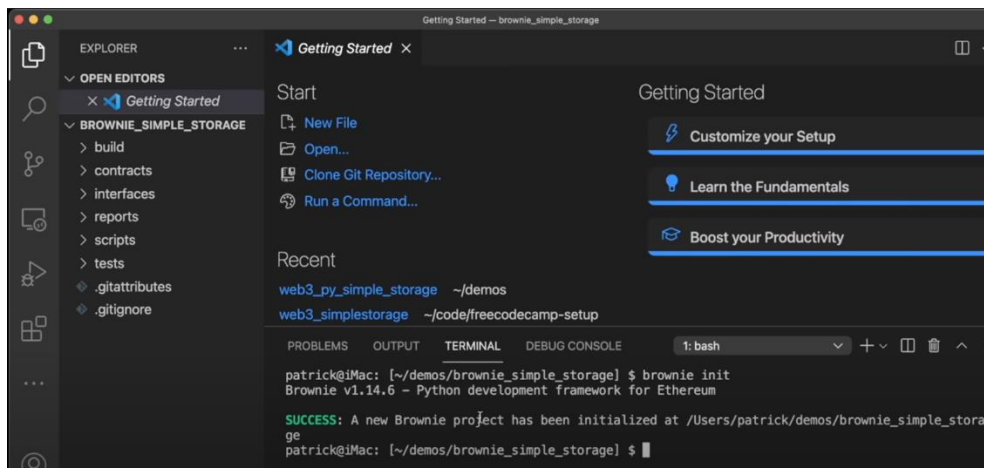 Getting Started — brownie_simple_storage
EXPLORER
OPEN EDITORS
Getting Started
BROWNIE_SIMPLE_STORAGE
build
contracts
interfaces
reports
scripts
tests
.gitattributes
.gitignore
Getting Started
Start
New File
Open...
Clone Git Repository...
Run a Command...
Recent
web3_py_simple_storage ~/demos
web3_simplestorage ~/code/freecodecamp-setup
Getting Started
Customize your Setup
Learn the Fundamentals
Boost your Productivity
PROBLEMS OUTPUT TERMINAL DEBUG CONSOLE 1: bash
patrick@iMac: [~/demos/brownie_simple_storage] $ brownie init
Brownie v1.14.6 – Python development framework for Ethereum
SUCCESS: A new Brownie project has been initialized at /Users/patrick/demos/brownie_simple_stora
ge
patrick@iMac: [~/demos/brownie_simple_storage] $